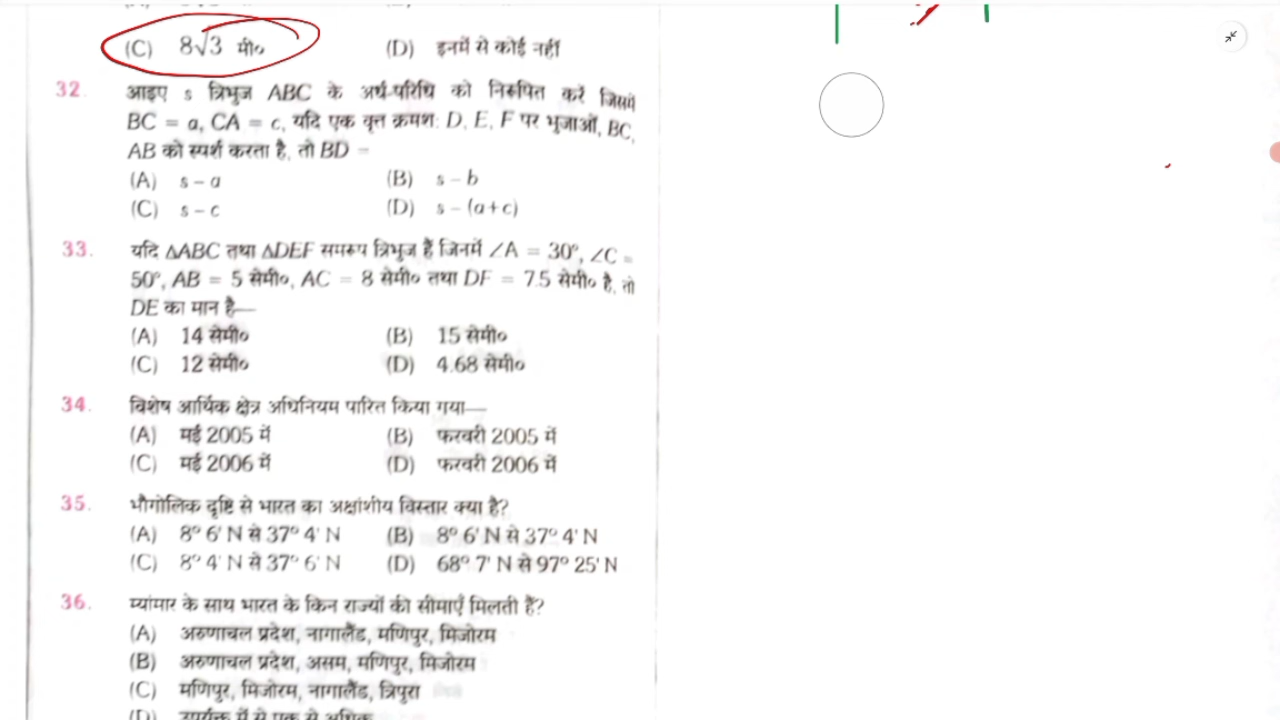 (C) 8√3 मी०
(D) इनमें से कोई नहीं
32. आइए s त्रिभुज ABC के अर्ध-परिधि को निरूपित करें जिसमें
BC = a, CA = c, यदि एक वृत्त क्रमश: D, E, F पर भुजाओं, BC,
AB को स्पर्श करता है, तो BD =
(A) s – a (B) s – b
(C) s – c (D) s – (a+c)
33. यदि ΔABC तथा ΔDEF समरूप त्रिभुज हैं जिनमें ∠A = 30°, ∠C =
50°, AB = 5 सेमी०, AC = 8 सेमी० तथा DF = 7.5 सेमी० है, तो
DE का मान है—
(A) 14 सेमी० (B) 15 सेमी०
(C) 12 सेमी० (D) 4.68 सेमी०
34. विशेष आर्थिक क्षेत्र अधिनियम पारित किया गया—
(A) मई 2005 में (B) फरवरी 2005 में
(C) मई 2006 में (D) फरवरी 2006 में
35. भौगोलिक दृष्टि से भारत का अक्षांशीय विस्तार क्या है?
(A) 8° 6' N से 37° 4' N (B) 8° 6' N से 37° 4' N
(C) 8° 4' N से 37° 6' N (D) 68° 7' N से 97° 25' N
36. म्यांमार के साथ भारत के किन राज्यों की सीमाएँ मिलती हैं?
(A) अरुणाचल प्रदेश, नागालैंड, मणिपुर, मिजोरम
(B) अरुणाचल प्रदेश, असम, मणिपुर, मिजोरम
(C) मणिपुर, मिजोरम, नागालैंड, त्रिपुरा
(D) उपर्युक्त में से एक से अधिक